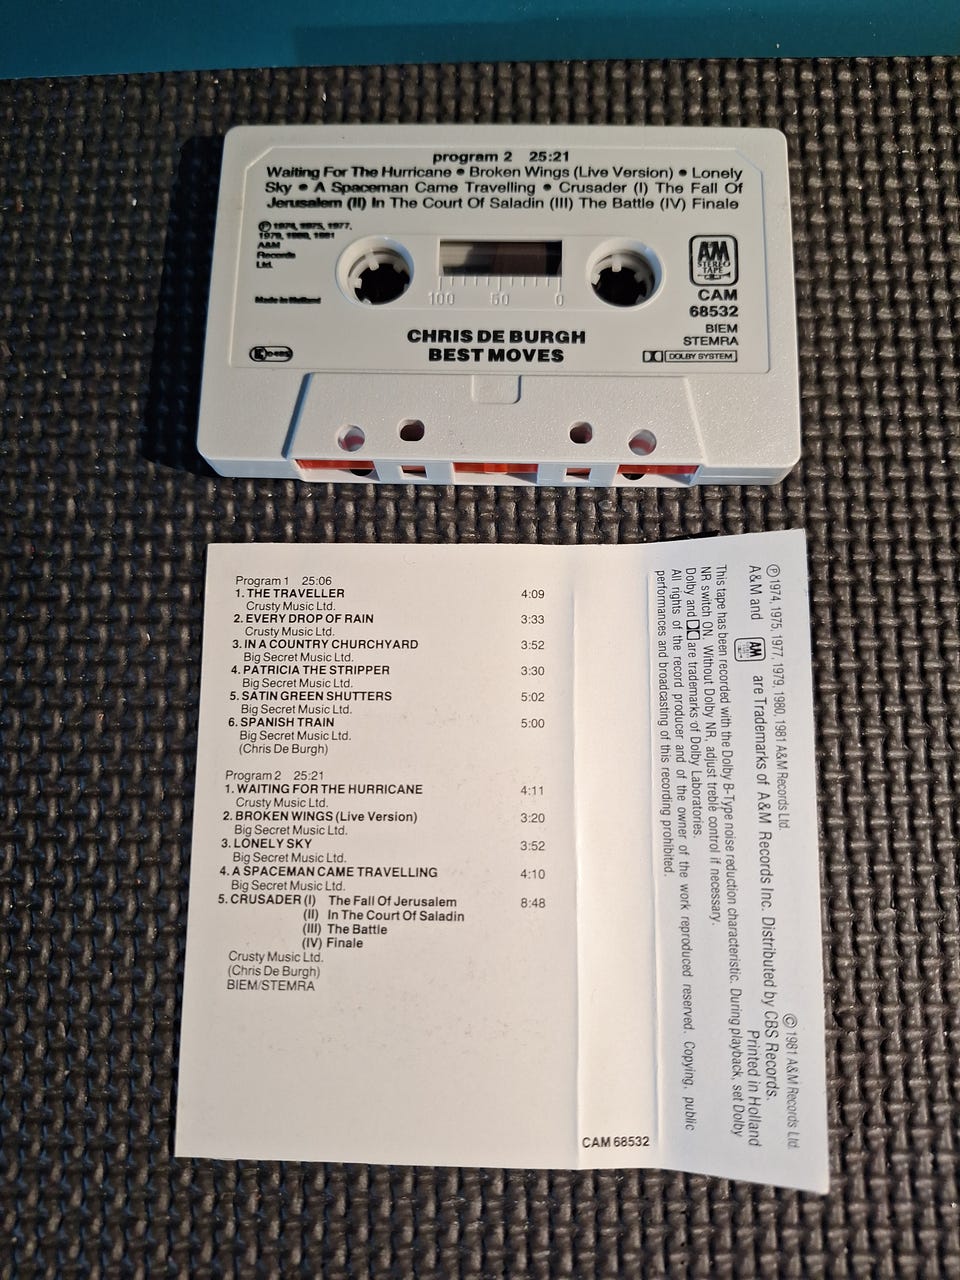 program 2 25:21
Waiting For The Hurricane • Broken Wings (Live Version) • Lonely
Sky • A Spaceman Came Travelling • Crusader (I) The Fall Of
Jerusalem (II) In The Court Of Saladin (III) The Battle (IV) Finale
Ⓟ 1974, 1975, 1977,
1979, 1980, 1981
A&M
Records
Ltd.
Made in Holland
100 50 0
A&M
STEREO
TAPE
CAM
68532
BIEM
STEMRA
DOLBY SYSTEM
CHRIS DE BURGH
BEST MOVES
Program 1 25:06
1. THE TRAVELLER 4:09
Crusty Music Ltd.
2. EVERY DROP OF RAIN 3:33
Crusty Music Ltd.
3. IN A COUNTRY CHURCHYARD 3:52
Big Secret Music Ltd.
4. PATRICIA THE STRIPPER 3:30
Big Secret Music Ltd.
5. SATIN GREEN SHUTTERS 5:02
Big Secret Music Ltd.
6. SPANISH TRAIN 5:00
Big Secret Music Ltd.
(Chris De Burgh)
Program 2 25:21
1. WAITING FOR THE HURRICANE 4:11
Crusty Music Ltd.
2. BROKEN WINGS (Live Version) 3:20
Big Secret Music Ltd.
3. LONELY SKY 3:52
Big Secret Music Ltd.
4. A SPACEMAN CAME TRAVELLING 4:10
Big Secret Music Ltd.
5. CRUSADER (I) The Fall Of Jerusalem 8:48
(II) In The Court Of Saladin
(III) The Battle
(IV) Finale
Crusty Music Ltd.
(Chris De Burgh)
BIEM/STEMRA
CAM 68532
Ⓟ 1974, 1975, 1977, 1979, 1980, 1981 A&M Records Ltd. © 1981 A&M Records Ltd.
A&M and AM are Trademarks of A&M Records Inc. Distributed by CBS Records.
Printed in Holland
This tape has been recorded with the Dolby B-Type noise reduction characteristic. During playback, set Dolby
NR switch ON. Without Dolby NR, adjust treble control if necessary.
Dolby and are trademarks of Dolby Laboratories.
All rights of the record producer and of the owner of the work reproduced reserved. Copying, public
performances and broadcasting of this recording prohibited.